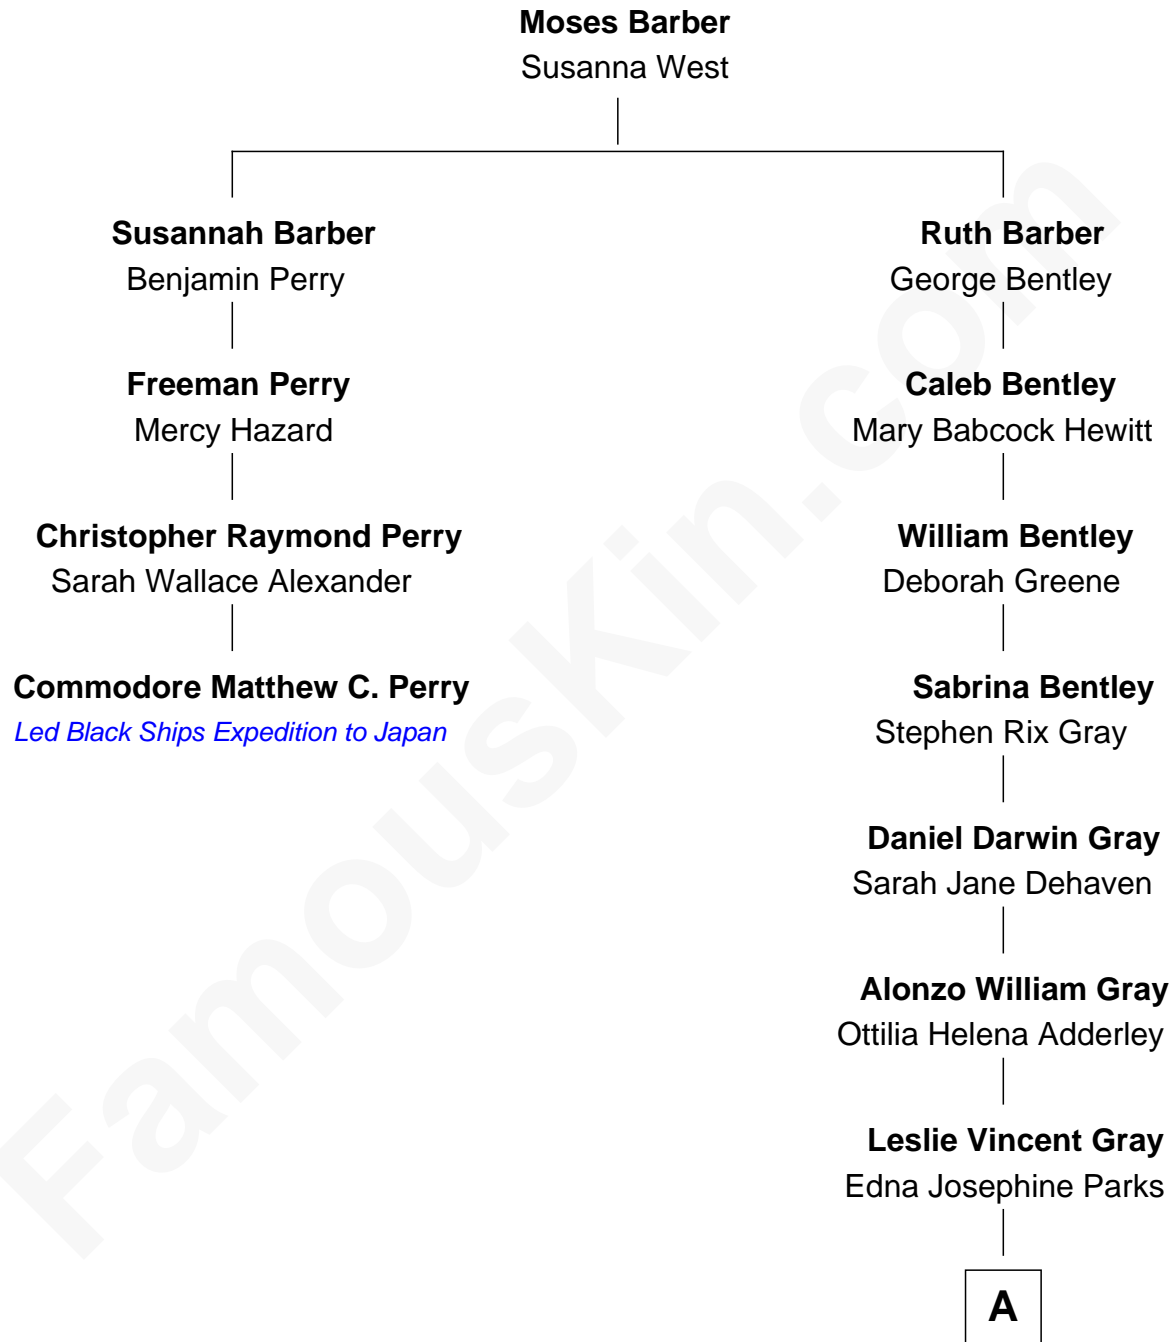 Moses Barber
Susanna West
Susannah Barber
Benjamin Perry
Ruth Barber
George Bentley
Freeman Perry
Mercy Hazard
Caleb Bentley
Mary Babcock Hewitt
Christopher Raymond Perry
Sarah Wallace Alexander
William Bentley
Deborah Greene
Commodore Matthew C. Perry
Led Black Ships Expedition to Japan
Sabrina Bentley
Stephen Rix Gray
Daniel Darwin Gray
Sarah Jane Dehaven
Alonzo William Gray
Ottilia Helena Adderley
Leslie Vincent Gray
Edna Josephine Parks
A
FamousKin.com